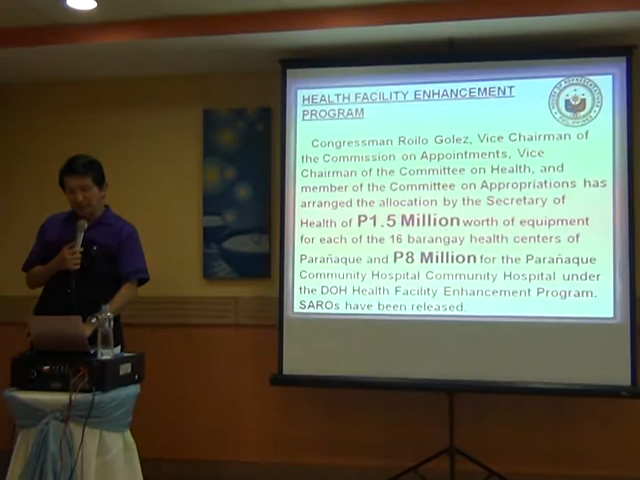 HEALTH FACILITY ENHANCEMENT
PROGRAM
Congressman Roilo Golez, Vice Chairman of
the Commission on Appointments, Vice
Chairman of the Committee on Health, and
member of the Committee on Appropriations has
arranged the allocation by the Secretary of
Health of P1.5 Million worth of equipment
for each of the 16 barangay health centers of
Parañaque and P8 Million for the Parañaque
Community Hospital Community Hospital under
the DOH Health Facility Enhancement Program.
SAROs have been released.